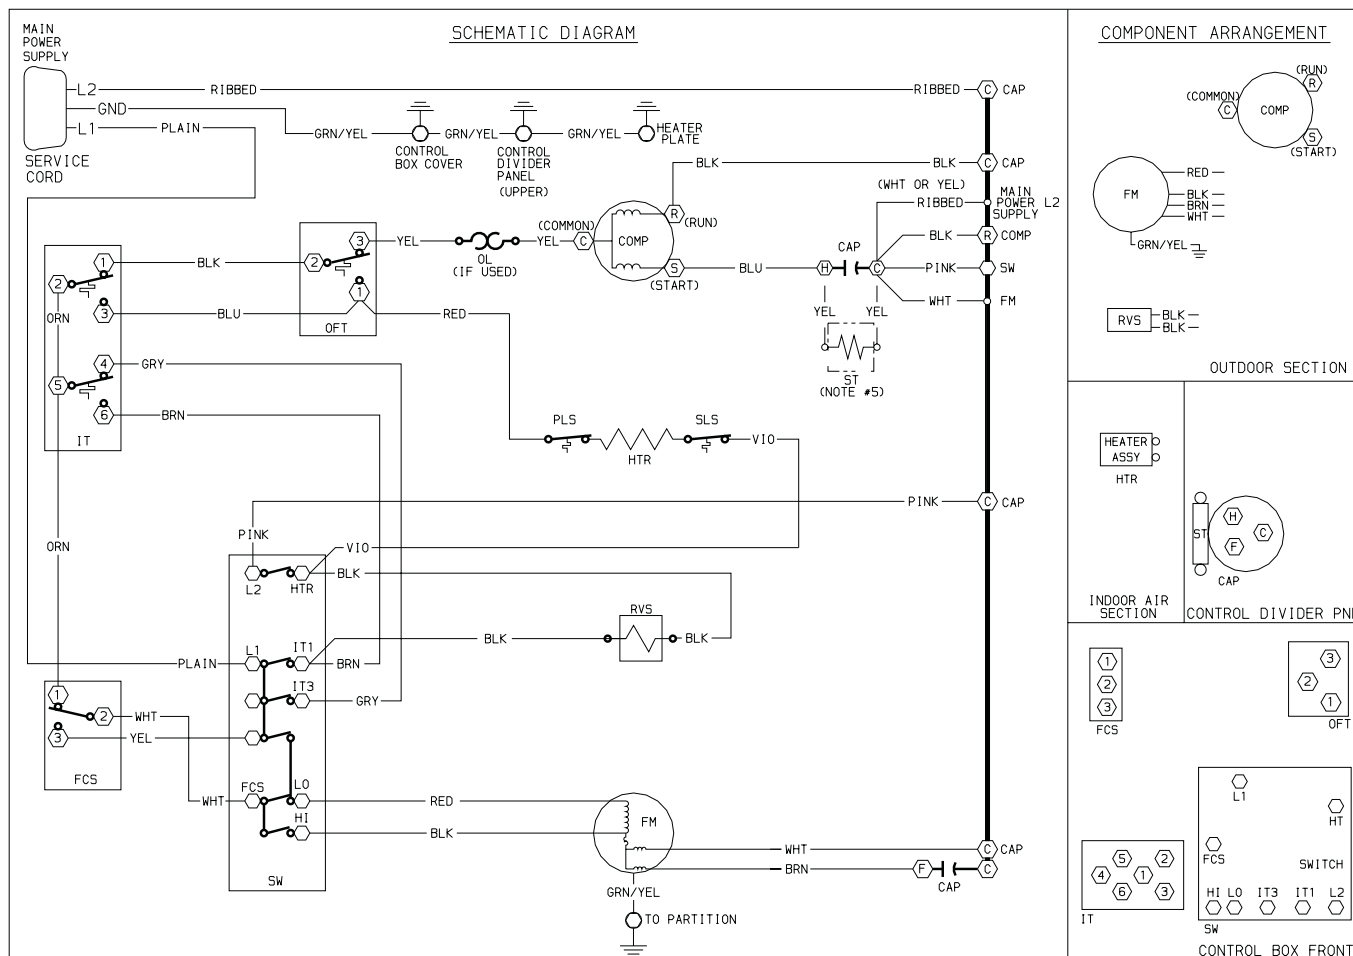 SCHEMATIC DIAGRAM
MAIN
POWER
SUPPLY
L2
RIBBED
RIBBED
C
CAP
GND
L1
PLAIN
GRN/YEL
GRN/YEL
GRN/YEL
HEATER
PLATE
CONTROL
BOX COVER
CONTROL
DIVIDER
PANEL
(UPPER)
SERVICE
CORD
BLK
BLK
C
CAP
(WHT OR YEL)
RIBBED
MAIN
POWER L2
SUPPLY
(COMMON)
R
(RUN)
3
YEL
YEL
C
COMP
BLK
R
COMP
OL
(IF USED)
CAP
1
BLK
2
S
BLU
H
C
PINK
SW
(START)
2
1
WHT
FM
ORN
3
BLU
RED
YEL
YEL
OFT
4
GRY
ST
(NOTE #5)
5
6
BRN
IT
PLS
SLS
VIO
HTR
PINK
C
CAP
PINK
ORN
VIO
L2
HTR
BLK
RVS
BLK
BLK
PLAIN
L1
IT1
BRN
IT3
GRY
1
2
WHT
3
YEL
FCS
FCS
LO
WHT
RED
HI
BLK
FM
WHT
C
CAP
BRN
F
C
CAP
SW
GRN/YEL
TO PARTITION
COMPONENT ARRANGEMENT
(RUN)
R
(COMMON)
C
COMP
S
(START)
FM
RED
BLK
BRN
WHT
GRN/YEL
RVS
BLK
BLK
OUTDOOR SECTION
HEATER
ASSY
HTR
INDOOR AIR
SECTION
H
ST
C
F
CAP
CONTROL DIVIDER PNL
1
2
3
FCS
3
2
1
OFT
L1
HT
FCS
SWITCH
HI LO IT3 IT1 L2
SW
5 2
4 1
6 3
IT
CONTROL BOX FRONT